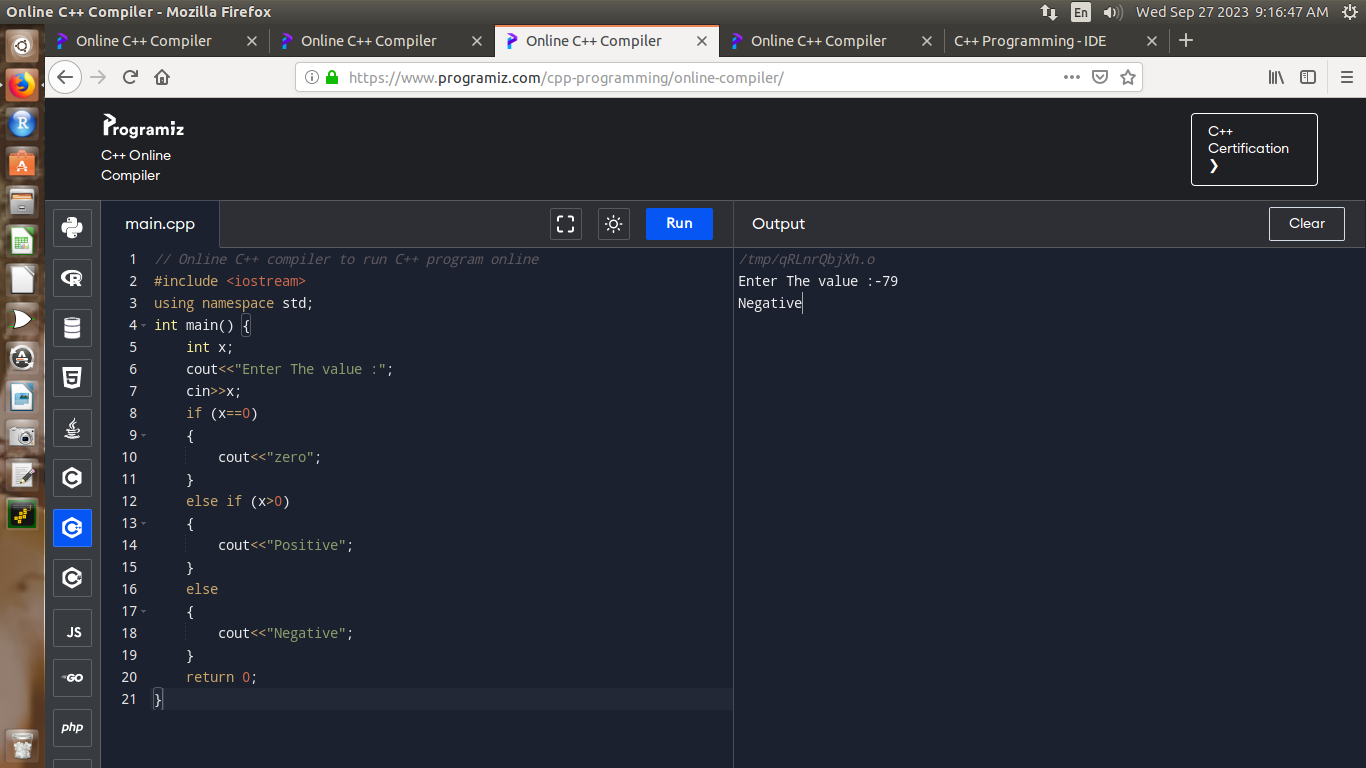 Online C++ Compiler - Mozilla Firefox
En
Wed Sep 27 2023 9:16:47 AM
Online C++ Compiler
Online C++ Compiler
Online C++ Compiler
Online C++ Compiler
C++ Programming - IDE
https://www.programiz.com/cpp-programming/online-compiler/
Programiz
C++ Online
Compiler
C++
Certification
❯
main.cpp
Run
Output
Clear
1 // Online C++ compiler to run C++ program online
2 #include <iostream>
3 using namespace std;
4 int main() {
5 int x;
6 cout<<"Enter The value :";
7 cin>>x;
8 if (x==0)
9 {
10 cout<<"zero";
11 }
12 else if (x>0)
13 {
14 cout<<"Positive";
15 }
16 else
17 {
18 cout<<"Negative";
19 }
20 return 0;
21 }
/tmp/qRLnrQbjXh.o
Enter The value :-79
Negative
JS
GO
php